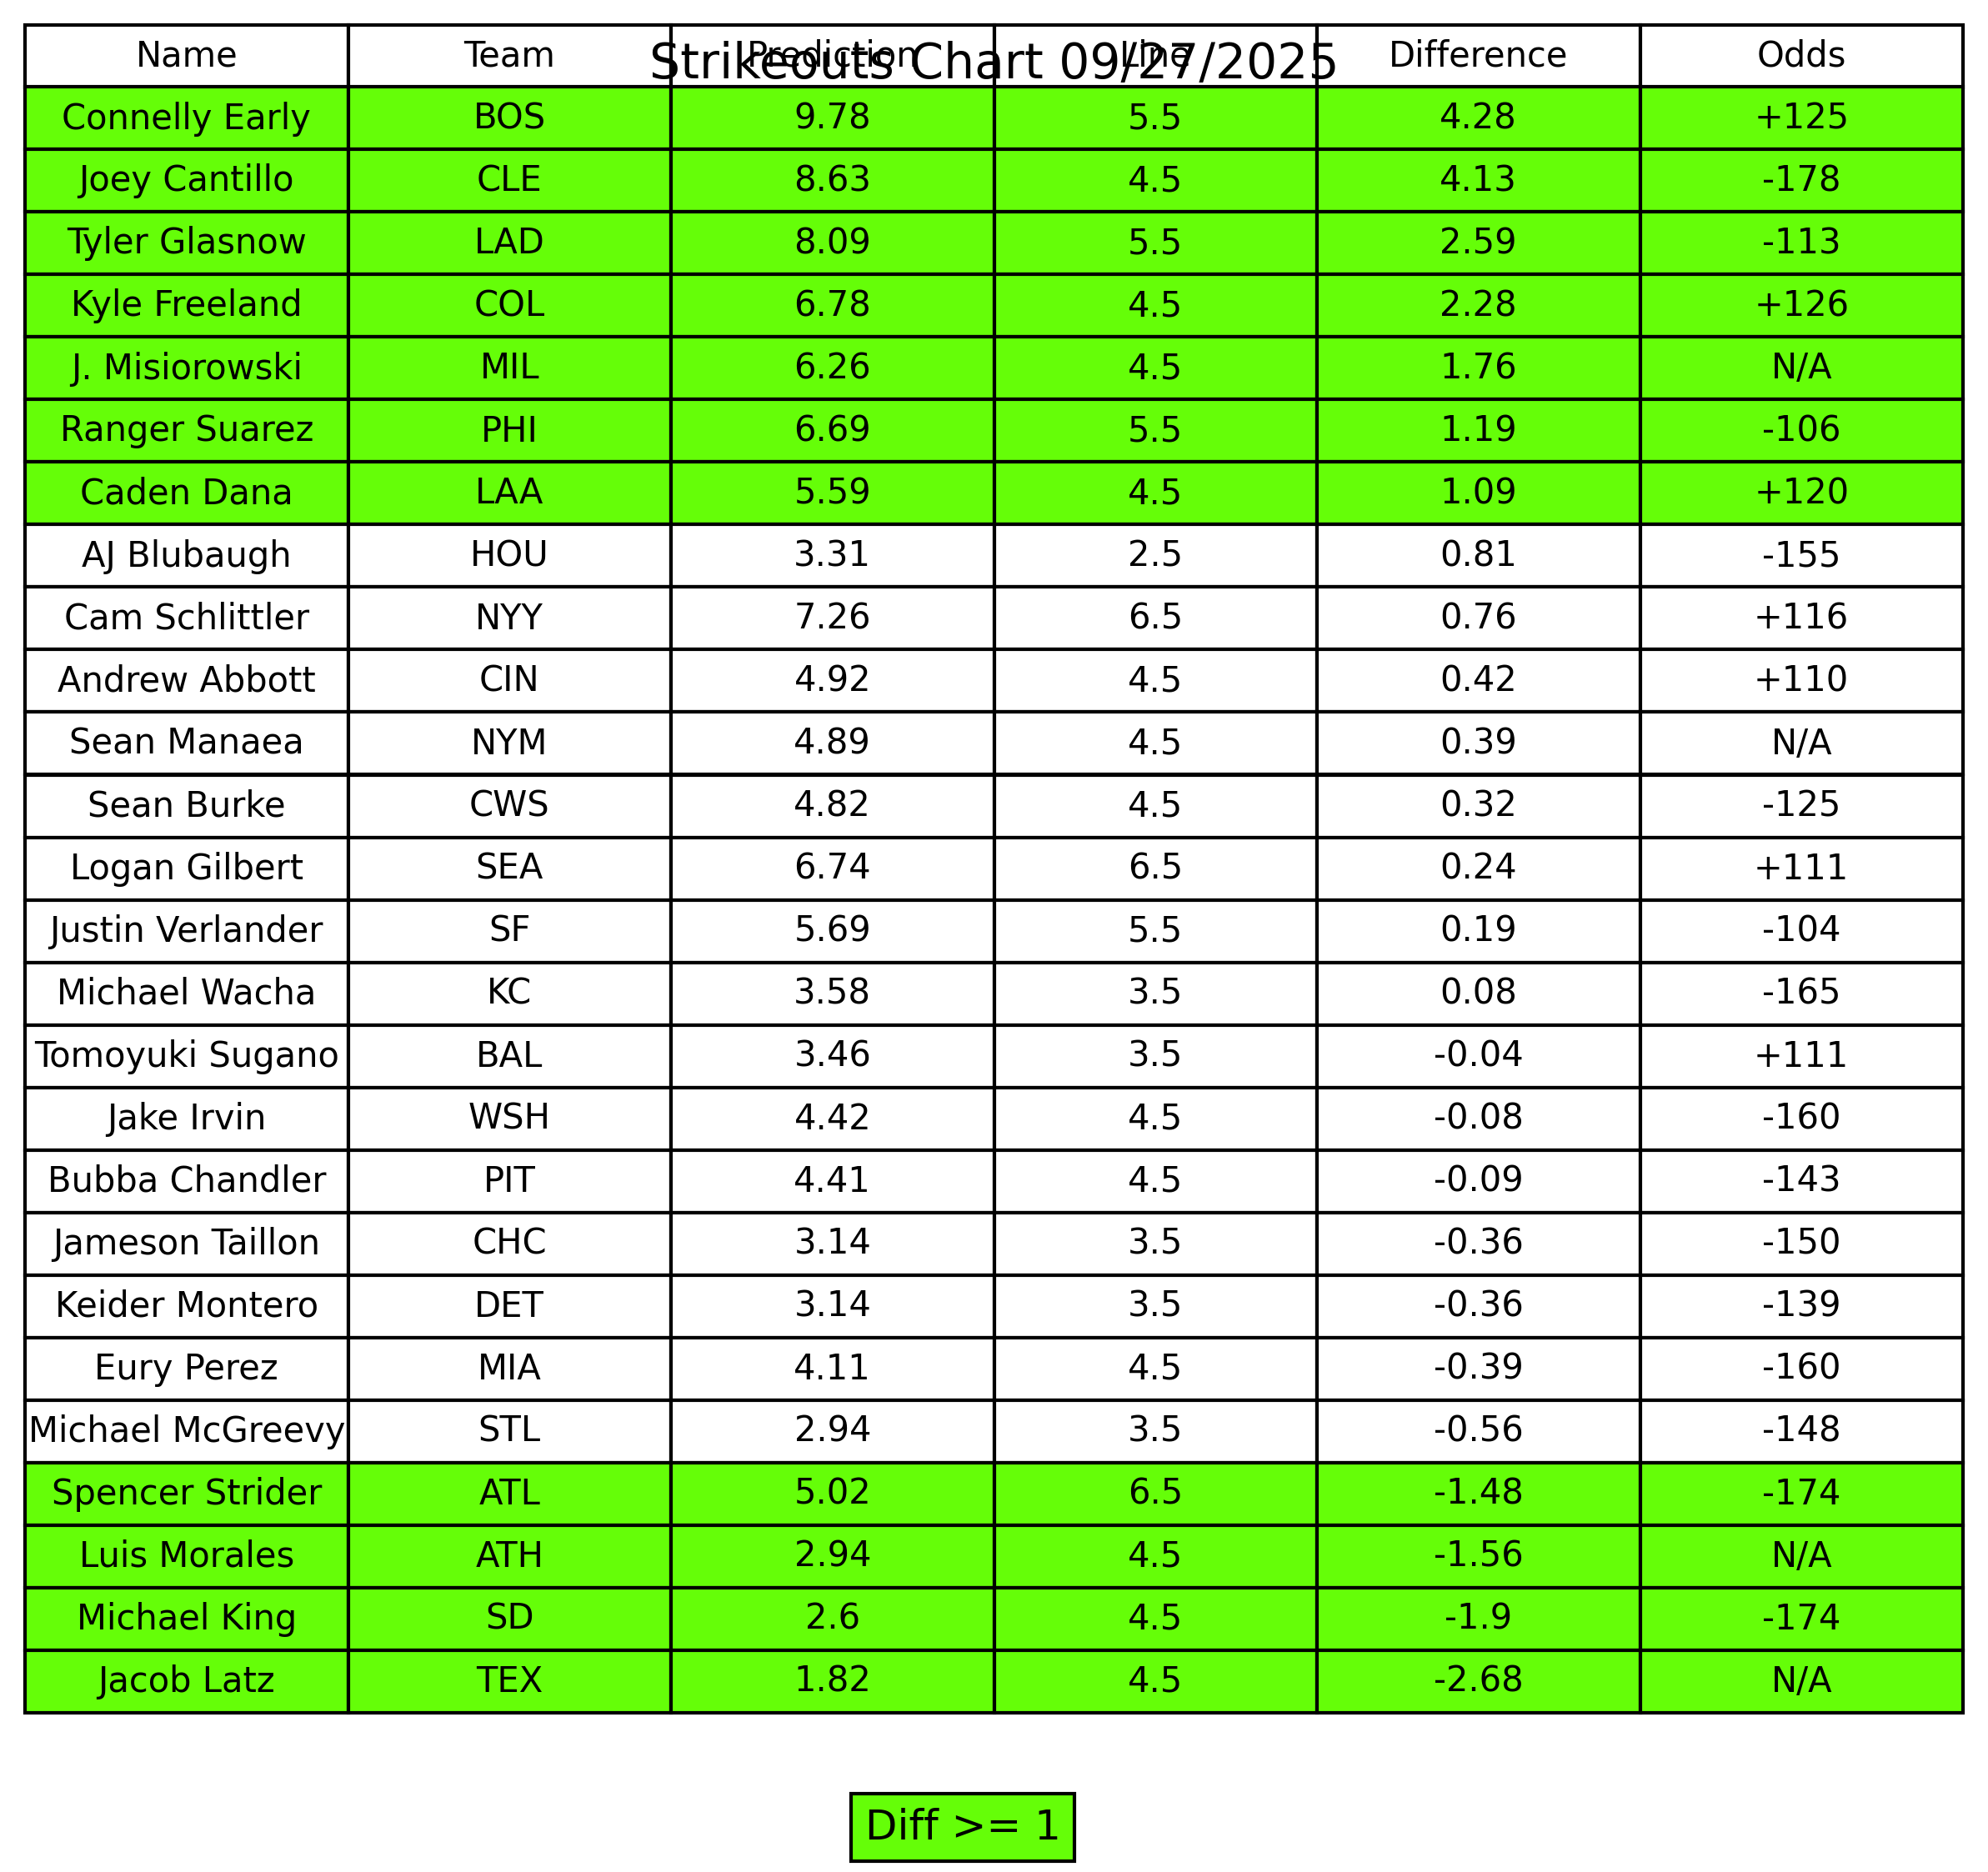 Strikeouts Chart 09/27/2025
Name Team Prediction Line Difference Odds
Connelly Early BOS 9.78 5.5 4.28 +125
Joey Cantillo CLE 8.63 4.5 4.13 -178
Tyler Glasnow LAD 8.09 5.5 2.59 -113
Kyle Freeland COL 6.78 4.5 2.28 +126
J. Misiorowski MIL 6.26 4.5 1.76 N/A
Ranger Suarez PHI 6.69 5.5 1.19 -106
Caden Dana LAA 5.59 4.5 1.09 +120
AJ Blubaugh HOU 3.31 2.5 0.81 -155
Cam Schlittler NYY 7.26 6.5 0.76 +116
Andrew Abbott CIN 4.92 4.5 0.42 +110
Sean Manaea NYM 4.89 4.5 0.39 N/A
Sean Burke CWS 4.82 4.5 0.32 -125
Logan Gilbert SEA 6.74 6.5 0.24 +111
Justin Verlander SF 5.69 5.5 0.19 -104
Michael Wacha KC 3.58 3.5 0.08 -165
Tomoyuki Sugano BAL 3.46 3.5 -0.04 +111
Jake Irvin WSH 4.42 4.5 -0.08 -160
Bubba Chandler PIT 4.41 4.5 -0.09 -143
Jameson Taillon CHC 3.14 3.5 -0.36 -150
Keider Montero DET 3.14 3.5 -0.36 -139
Eury Perez MIA 4.11 4.5 -0.39 -160
Michael McGreevy STL 2.94 3.5 -0.56 -148
Spencer Strider ATL 5.02 6.5 -1.48 -174
Luis Morales ATH 2.94 4.5 -1.56 N/A
Michael King SD 2.6 4.5 -1.9 -174
Jacob Latz TEX 1.82 4.5 -2.68 N/A
Diff >= 1